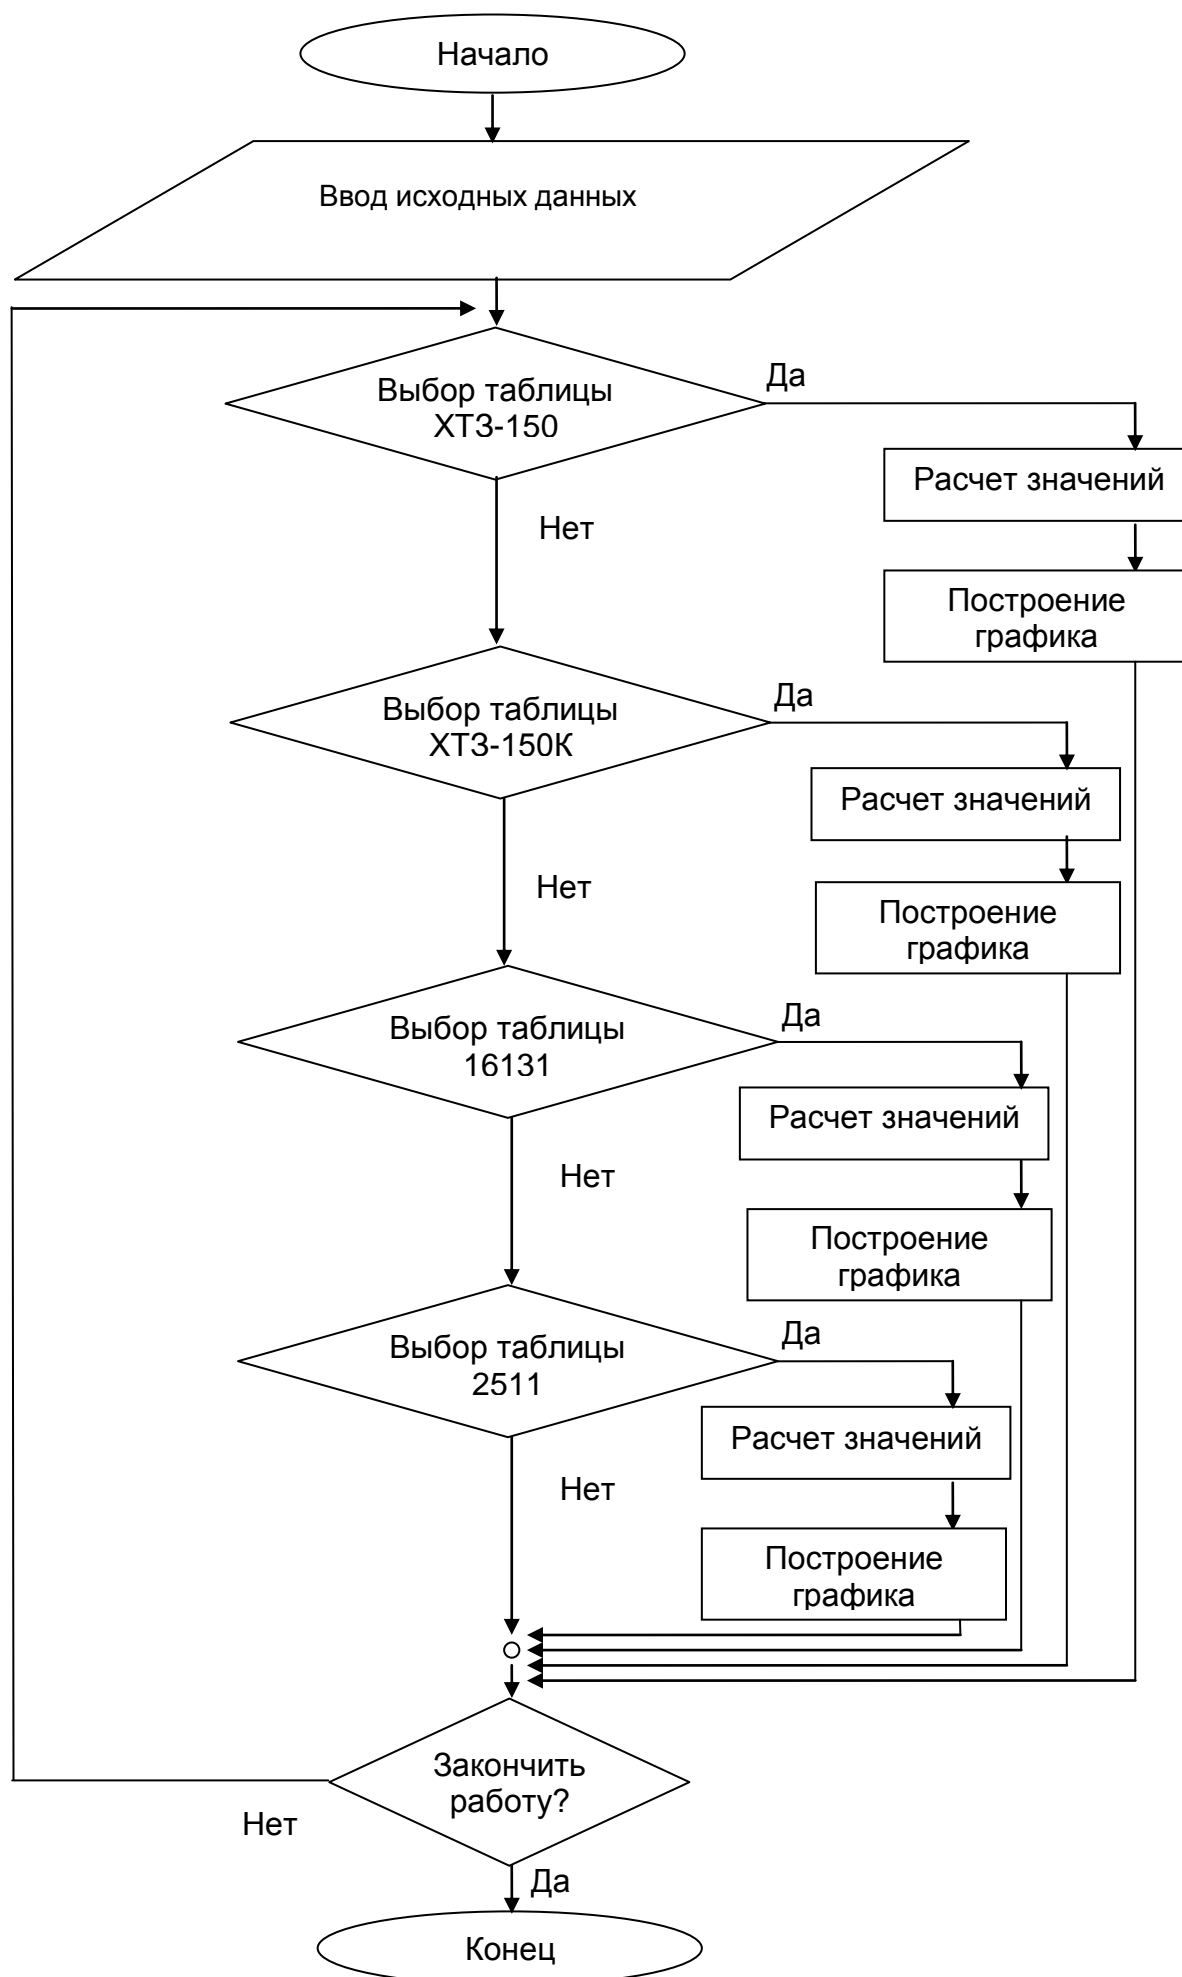 Начало
Ввод исходных данных
Выбор таблицы
ХТЗ-150
Да
Расчет значений
Нет
Построение
графика
Выбор таблицы
ХТЗ-150К
Да
Расчет значений
Нет
Построение
графика
Выбор таблицы
16131
Да
Расчет значений
Нет
Построение
графика
Выбор таблицы
2511
Да
Расчет значений
Нет
Построение
графика
Закончить
работу?
Нет
Да
Конец